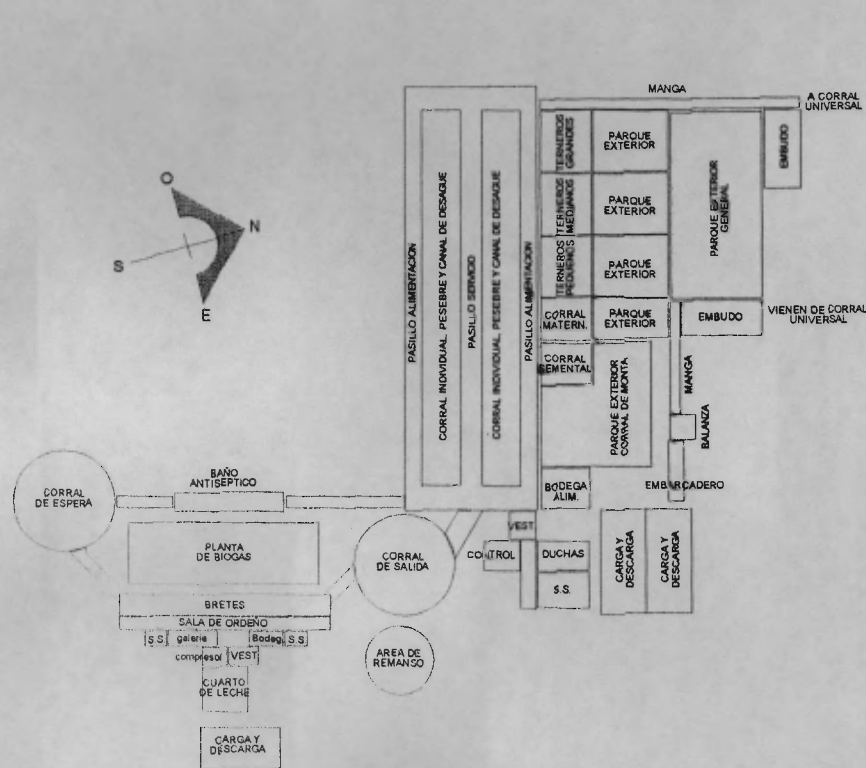 MANGA
A CORRAL
UNIVERSAL
EMBUDO
TERNEROS
GRANDES
PARQUE
EXTERIOR
TERNEROS
MEDIANOS
PARQUE
EXTERIOR
PARQUE EXTERIOR
GENERAL
TERNEROS
PEQUEÑOS
PARQUE
EXTERIOR
CORRAL
MATERN.
PARQUE
EXTERIOR
EMBUDO
VIENEN DE CORRAL
UNIVERSAL
CORRAL
SEMENTAL
PARQUE EXTERIOR
CORRAL DE MONTA
MANGA
BALANZA
EMBARCADERO
BODEGA
ALIM.
PASILLO ALIMENTACION
CORRAL INDIVIDUAL PESEBRE Y CANAL DE DESAGUE
PASILLO SERVICIO
CORRAL INDIVIDUAL PESEBRE Y CANAL DE DESAGUE
PASILLO ALIMENTACION
O
N
S
E
CORRAL
DE ESPERA
BAÑO
ANTISEPTICO
PLANTA
DE BIOGAS
CORRAL
DE SALIDA
VEST.
CONTROL
DUCHAS
S.S.
CARGA Y
DESCARGA
CARGA Y
DESCARGA
BRETES
SALA DE ORDEÑO
S.S.
galeria
Bodeg.
S.S.
compresor
VEST
CUARTO
DE LECHE
AREA DE
REMANSO
CARGA Y
DESCARGA